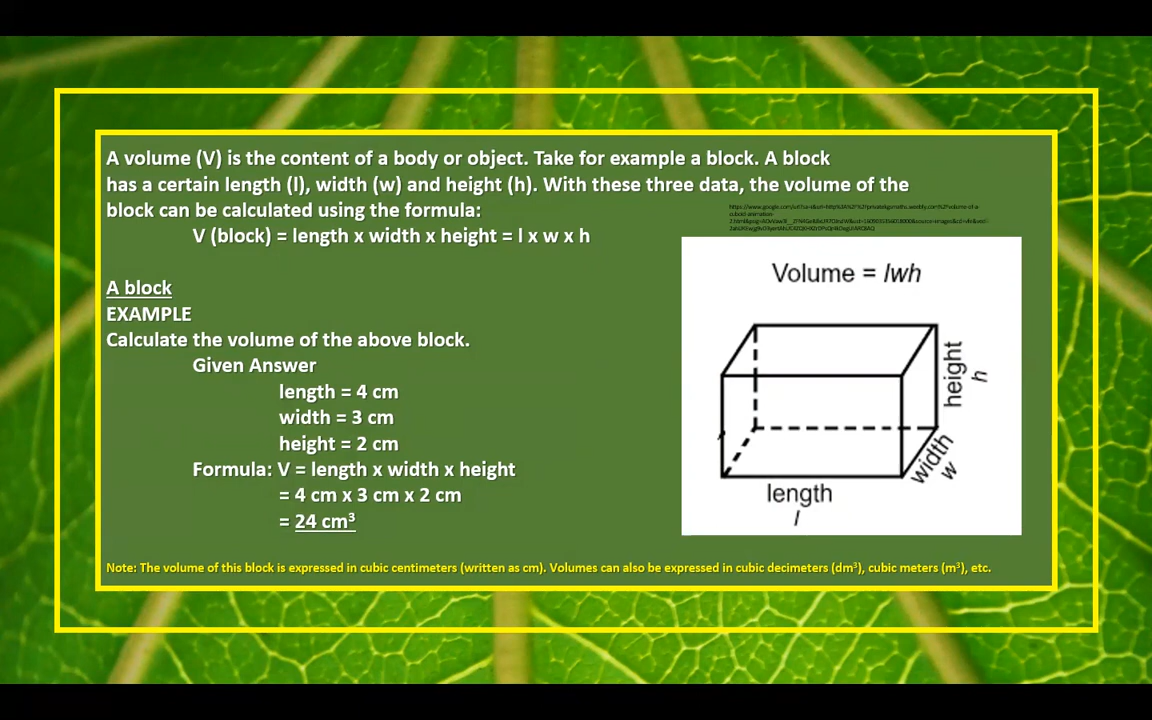 A volume (V) is the content of a body or object. Take for example a block. A block
has a certain length (l), width (w) and height (h). With these three data, the volume of the
block can be calculated using the formula:
V (block) = length x width x height = l x w x h
A block
EXAMPLE
Calculate the volume of the above block.
Given Answer
length = 4 cm
width = 3 cm
height = 2 cm
Formula: V = length x width x height
= 4 cm x 3 cm x 2 cm
= 24 cm³
Note: The volume of this block is expressed in cubic centimeters (written as cm). Volumes can also be expressed in cubic decimeters (dm³), cubic meters (m³), etc.
Volume = lwh
height
h
width
w
length
l